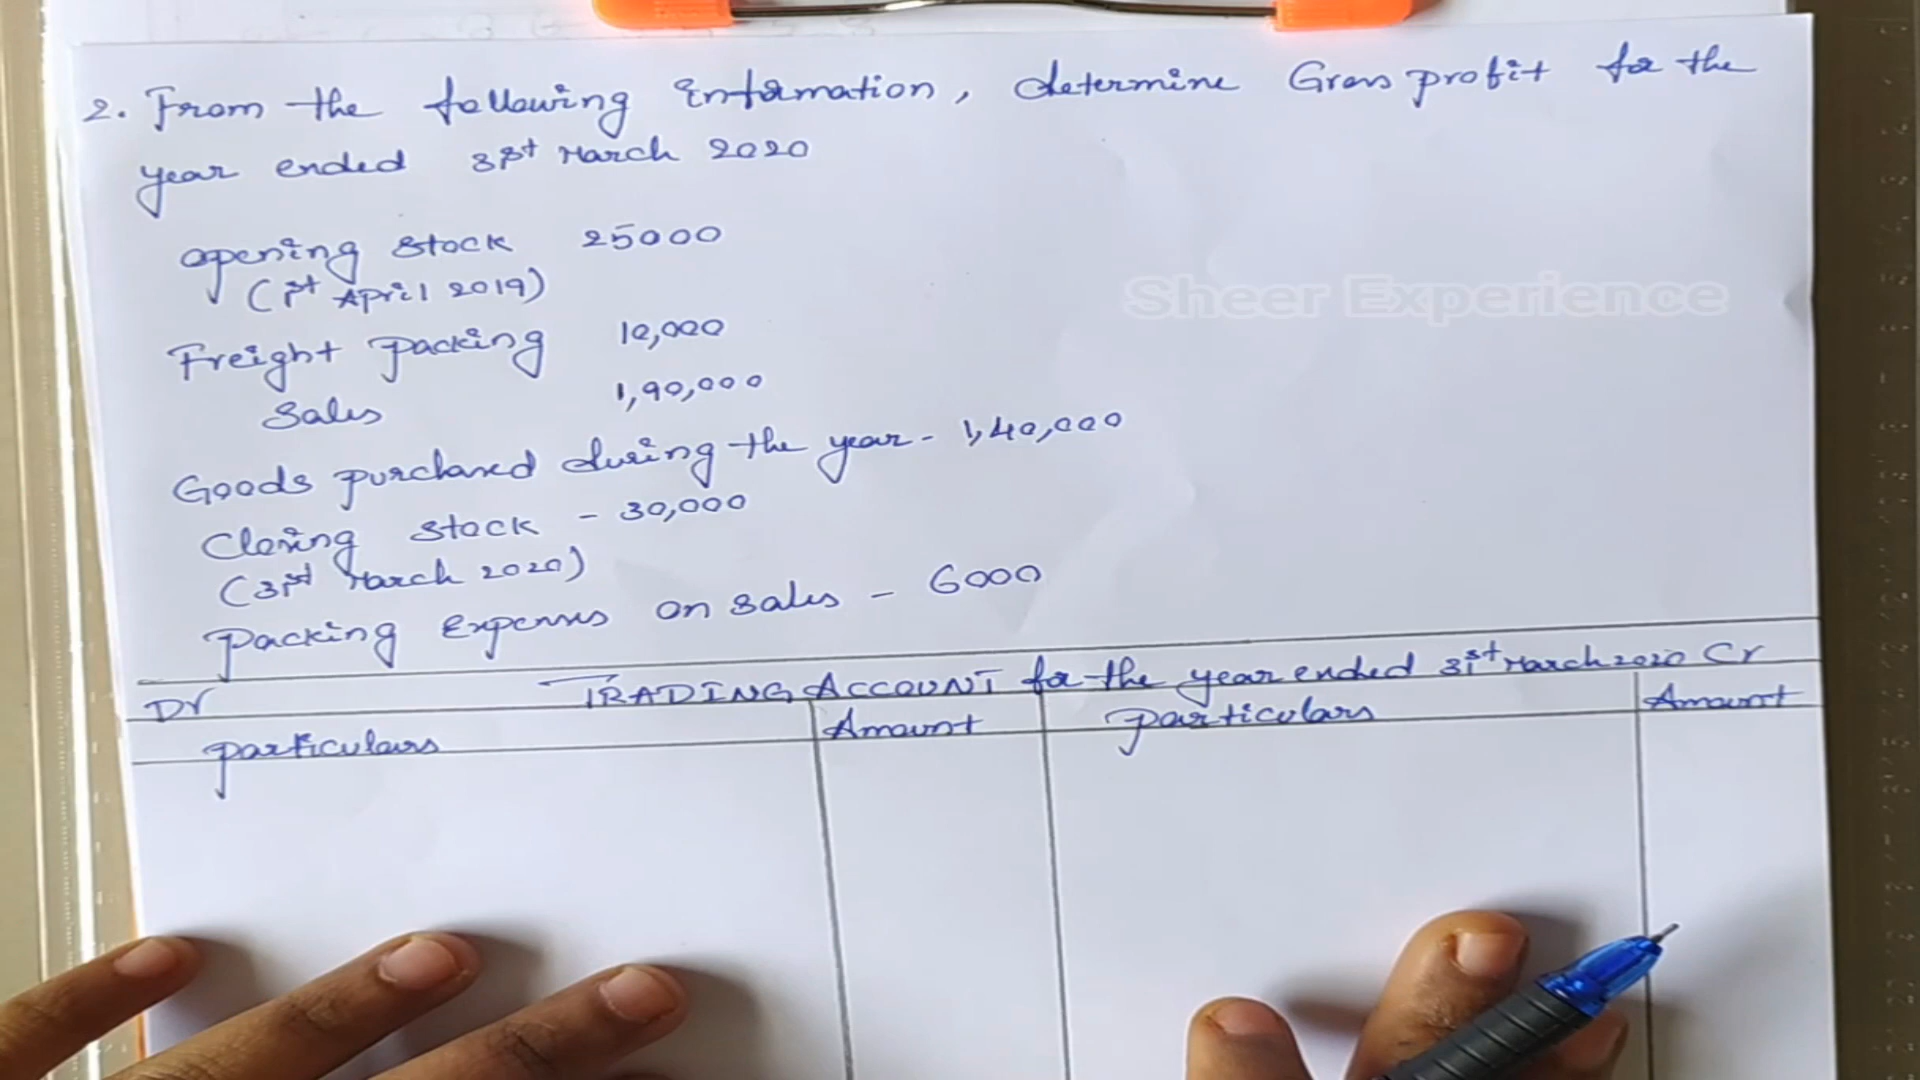 2. From the following information, determine Gross profit for the
year ended 31st March 2020
opening stock 25000
(1st April 2019)
Freight packing 10,000
Sales 1,90,000
Goods purchased during the year - 1,40,000
Closing stock - 30,000
(31st March 2020)
Packing Expenses on sales - 6000
Dr TRADING ACCOUNT for the year ended 31st March 2020 Cr
particulars Amount particulars Amount
Sheer Experience